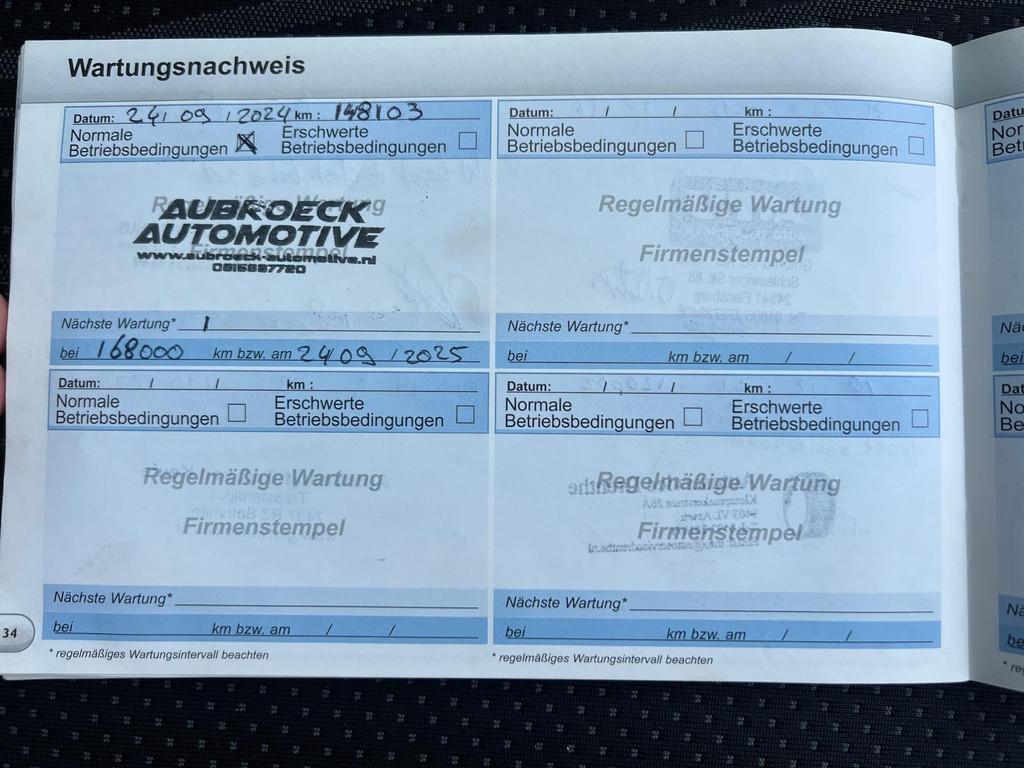 Wartungsnachweis
Datum: 24 / 09 / 2024 km : 148103
Normale Betriebsbedingungen
Erschwerte Betriebsbedingungen
Regelmäßige Wartung
Firmenstempel
AUBROECK
AUTOMOTIVE
www.aubroeck-automotive.nl
Nächste Wartung* 1
bei 168000 km bzw. am 24/09 / 2025
Datum: / / km :
Normale Betriebsbedingungen
Erschwerte Betriebsbedingungen
Regelmäßige Wartung
Firmenstempel
Nächste Wartung*
bei km bzw. am / /
Datum: / / km :
Normale Betriebsbedingungen
Erschwerte Betriebsbedingungen
Regelmäßige Wartung
Firmenstempel
Nächste Wartung*
bei km bzw. am / /
* regelmäßiges Wartungsintervall beachten
Datum: / / km :
Normale Betriebsbedingungen
Erschwerte Betriebsbedingungen
Regelmäßige Wartung
Firmenstempel
Nächste Wartung*
bei km bzw. am / /
* regelmäßiges Wartungsintervall beachten
34